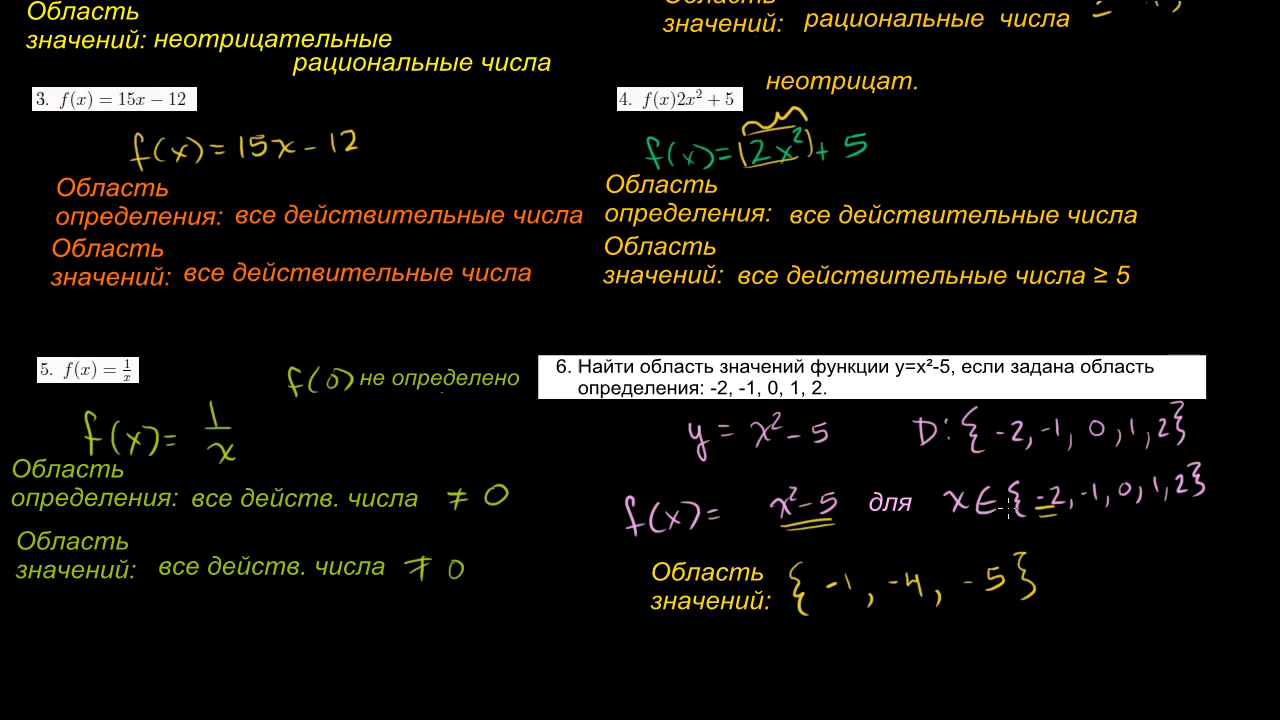 Область
значений: неотрицательные
рациональные числа
Область
значений: рациональные числа
неотрицат.
3. f(x) = 15x − 12
f(x) = 15x − 12
Область
определения: все действительные числа
Область
значений: все действительные числа
4. f(x)2x² + 5
f(x) = (2x²) + 5
Область
определения: все действительные числа
Область
значений: все действительные числа ≥ 5
5. f(x) = 1/x
f(0) не определено
f(x) = 1/x
Область
определения: все действ. числа ≠ 0
Область
значений: все действ. числа ≠ 0
6. Найти область значений функции y=x²-5, если задана область
определения: -2, -1, 0, 1, 2.
y = x² − 5 D: {-2, -1, 0, 1, 2}
f(x) = x² − 5 для x ∈ {-2, -1, 0, 1, 2}
Область
значений: {-1, -4, -5}